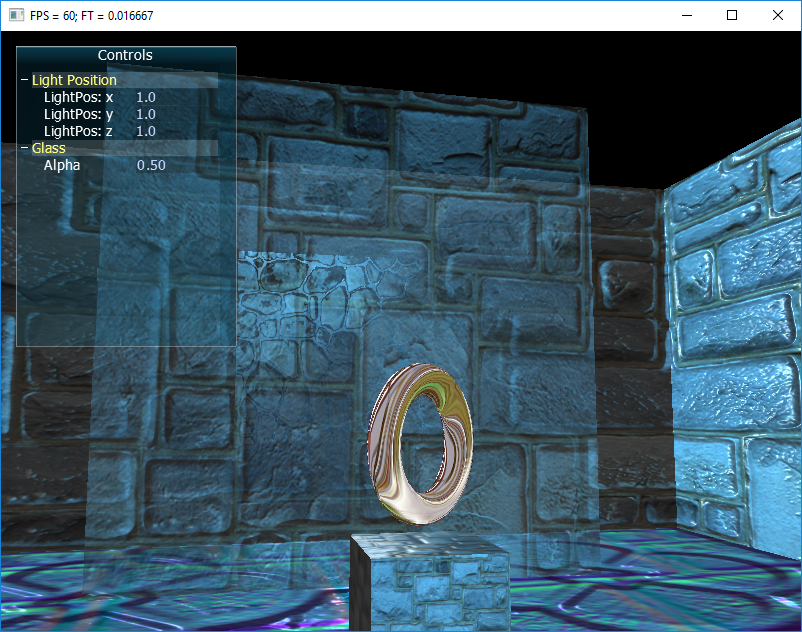 FPS = 60; FT = 0.016667
Controls
Light Position
LightPos: x 1.0
LightPos: y 1.0
LightPos: z 1.0
Glass
Alpha 0.50